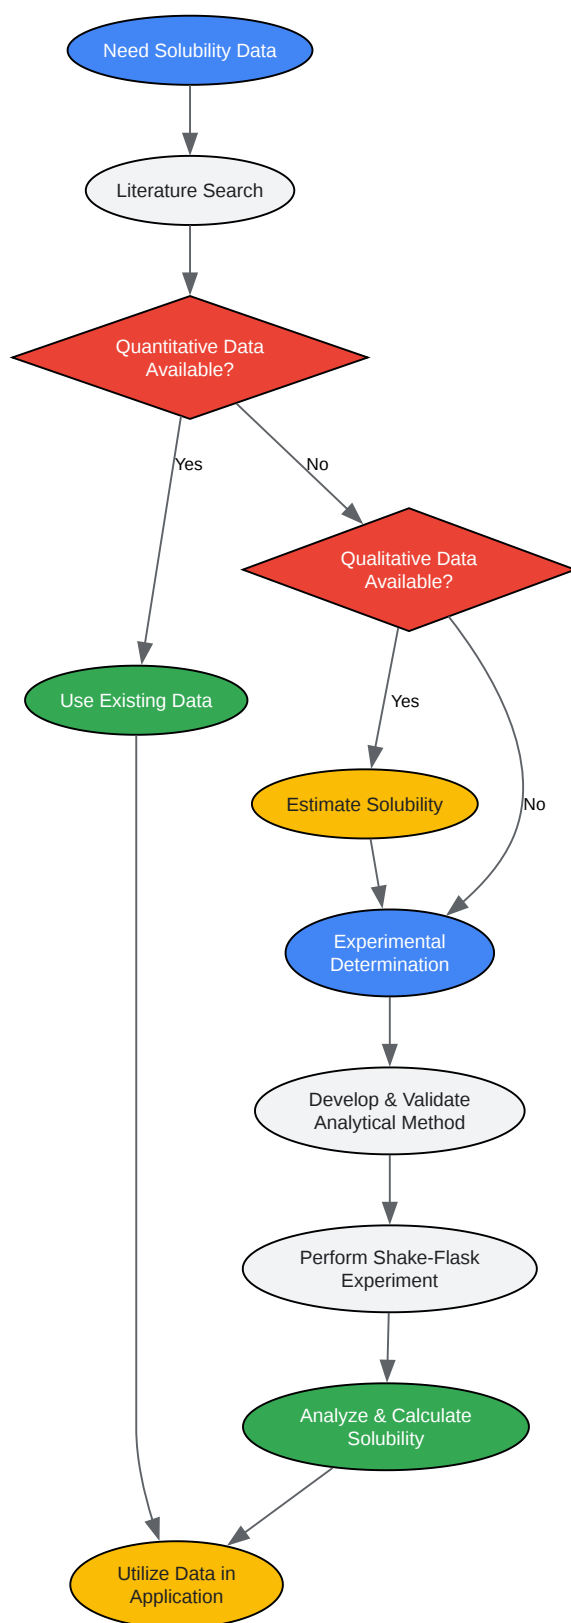 Need Solubility Data
Literature Search
Quantitative Data
Available?
Yes
No
Qualitative Data
Available?
Use Existing Data
Yes
Estimate Solubility
No
Experimental
Determination
Develop & Validate
Analytical Method
Perform Shake-Flask
Experiment
Analyze & Calculate
Solubility
Utilize Data in
Application